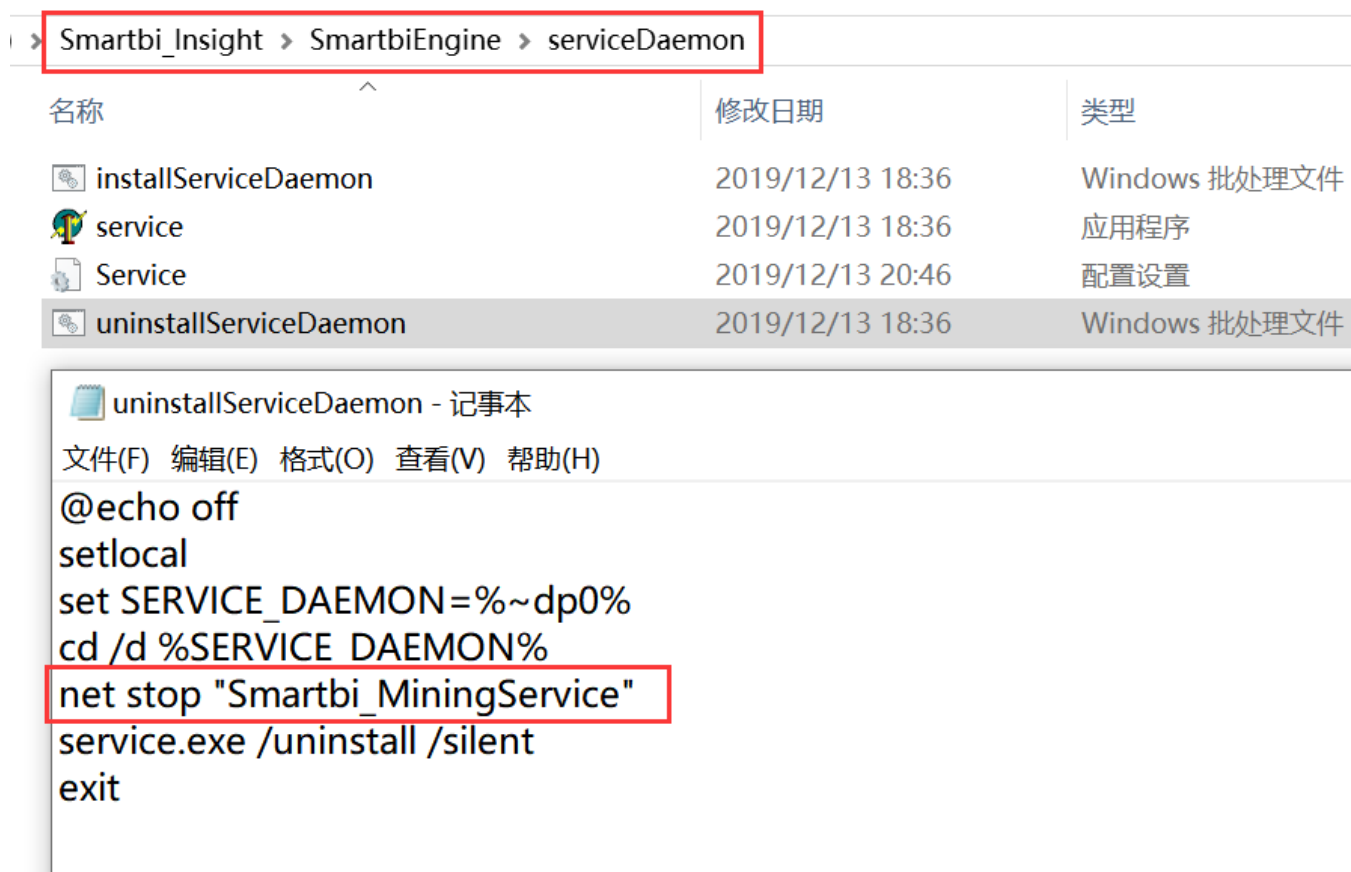 Smartbi_Insight > SmartbiEngine > serviceDaemon
名称 修改日期 类型
installServiceDaemon 2019/12/13 18:36 Windows 批处理文件
service 2019/12/13 18:36 应用程序
Service 2019/12/13 20:46 配置设置
uninstallServiceDaemon 2019/12/13 18:36 Windows 批处理文件
uninstallServiceDaemon - 记事本
文件(F) 编辑(E) 格式(O) 查看(V) 帮助(H)
@echo off
setlocal
set SERVICE_DAEMON=%~dp0%
cd /d %SERVICE_DAEMON%
net stop "Smartbi_MiningService"
service.exe /uninstall /silent
exit